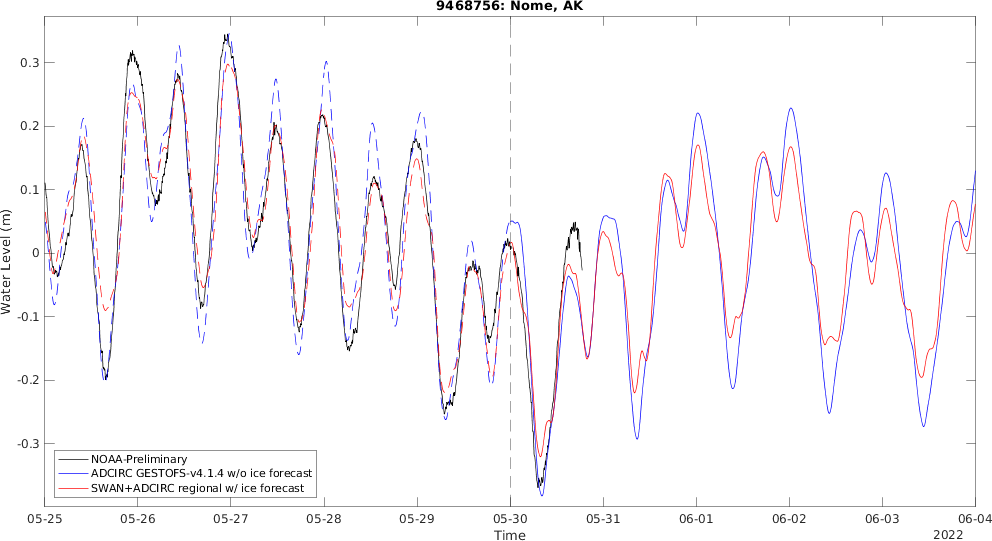 9468756: Nome, AK
0.3
0.2
0.1
0
-0.1
-0.2
-0.3
Water Level (m)
NOAA-Preliminary
ADCIRC GESTOFS-v4.1.4 w/o ice forecast
SWAN+ADCIRC regional w/ ice forecast
05-25 05-26 05-27 05-28 05-29 05-30 05-31 06-01 06-02 06-03 06-04
Time
2022